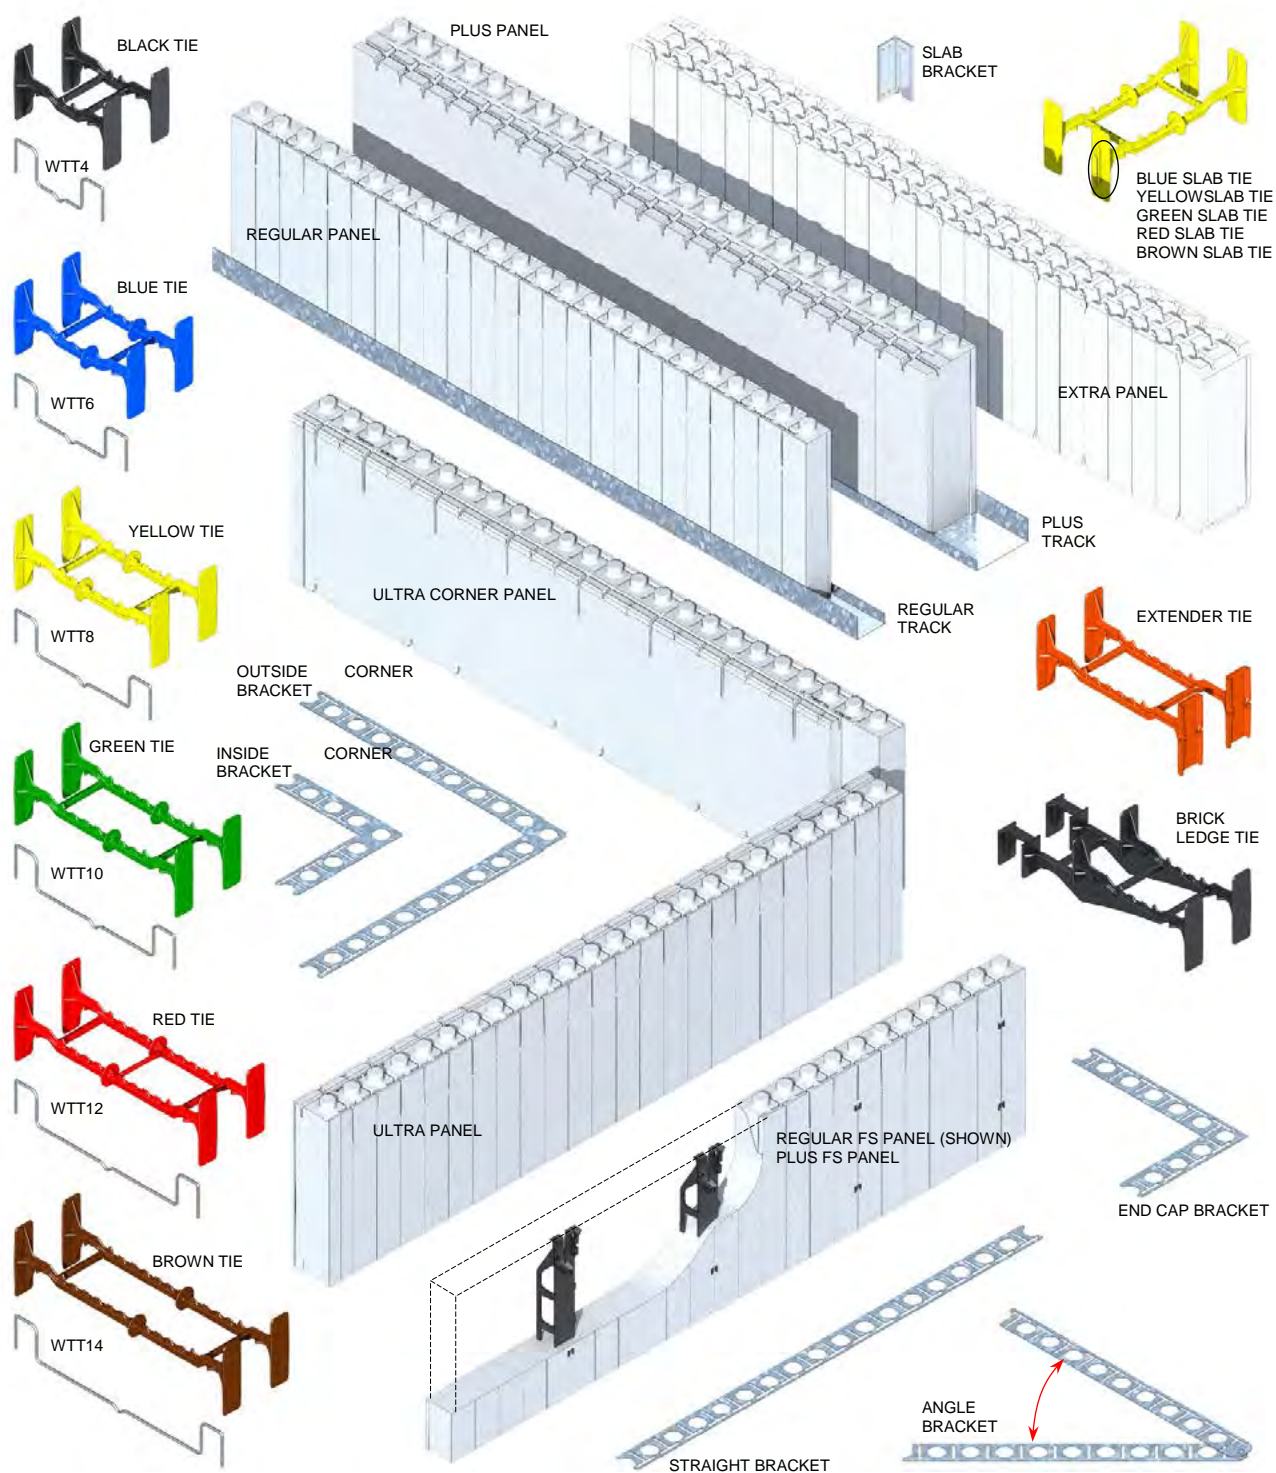 BLACK TIE
PLUS PANEL
SLAB
BRACKET
WTT4
BLUE SLAB TIE
YELLOWSLAB TIE
GREEN SLAB TIE
RED SLAB TIE
BROWN SLAB TIE
REGULAR PANEL
BLUE TIE
WTT6
EXTRA PANEL
YELLOW TIE
PLUS
TRACK
ULTRA CORNER PANEL
REGULAR
TRACK
EXTENDER TIE
WTT8
OUTSIDE CORNER
BRACKET
GREEN TIE
INSIDE CORNER
BRACKET
BRICK
LEDGE TIE
WTT10
RED TIE
WTT12
ULTRA PANEL
REGULAR FS PANEL (SHOWN)
PLUS FS PANEL
END CAP BRACKET
BROWN TIE
WTT14
ANGLE
BRACKET
STRAIGHT BRACKET